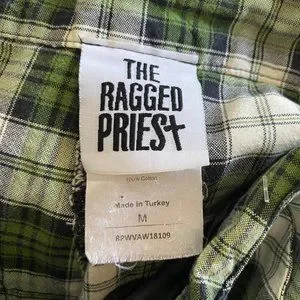 THE
RAGGED
PRIEST
100% Cotton
Made in Turkey
M
RPWVAW18109